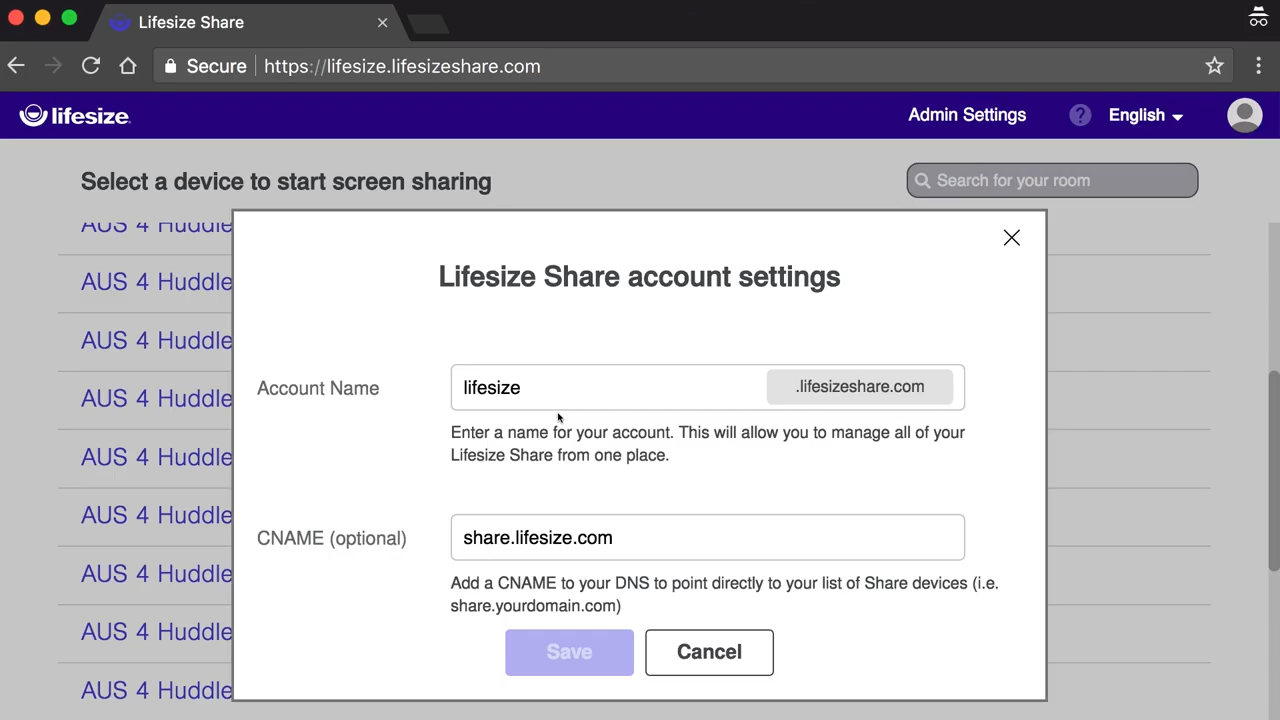 Lifesize Share
Secure https://lifesize.lifesizeshare.com
lifesize Admin Settings ? English
Select a device to start screen sharing Search for your room
AUS 4 Huddle
AUS 4 Huddle
AUS 4 Huddle
AUS 4 Huddle
AUS 4 Huddle
AUS 4 Huddle
AUS 4 Huddle
AUS 4 Huddle
AUS 4 Huddle
Lifesize Share account settings
Account Name lifesize .lifesizeshare.com
Enter a name for your account. This will allow you to manage all of your
Lifesize Share from one place.
CNAME (optional) share.lifesize.com
Add a CNAME to your DNS to point directly to your list of Share devices (i.e.
share.yourdomain.com)
Save Cancel